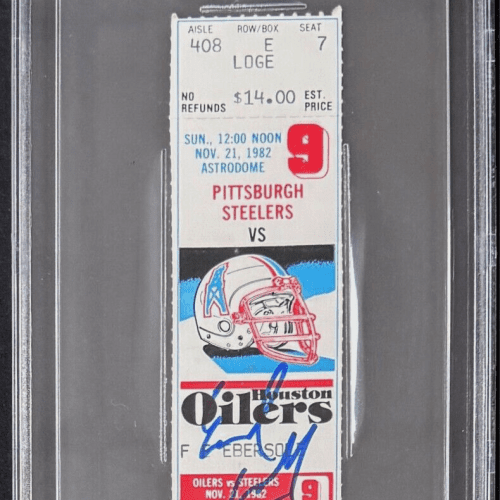 AISLE ROW/BOX SEAT
408 E 7
LOGE
NO REFUNDS $14.00 EST. PRICE
SUN., 12:00 NOON
NOV. 21, 1982
ASTRODOME
9
PITTSBURGH
STEELERS
VS
Houston
Oilers
F EBERSO
OILERS vs STEELERS
NOV. 21, 1982
9